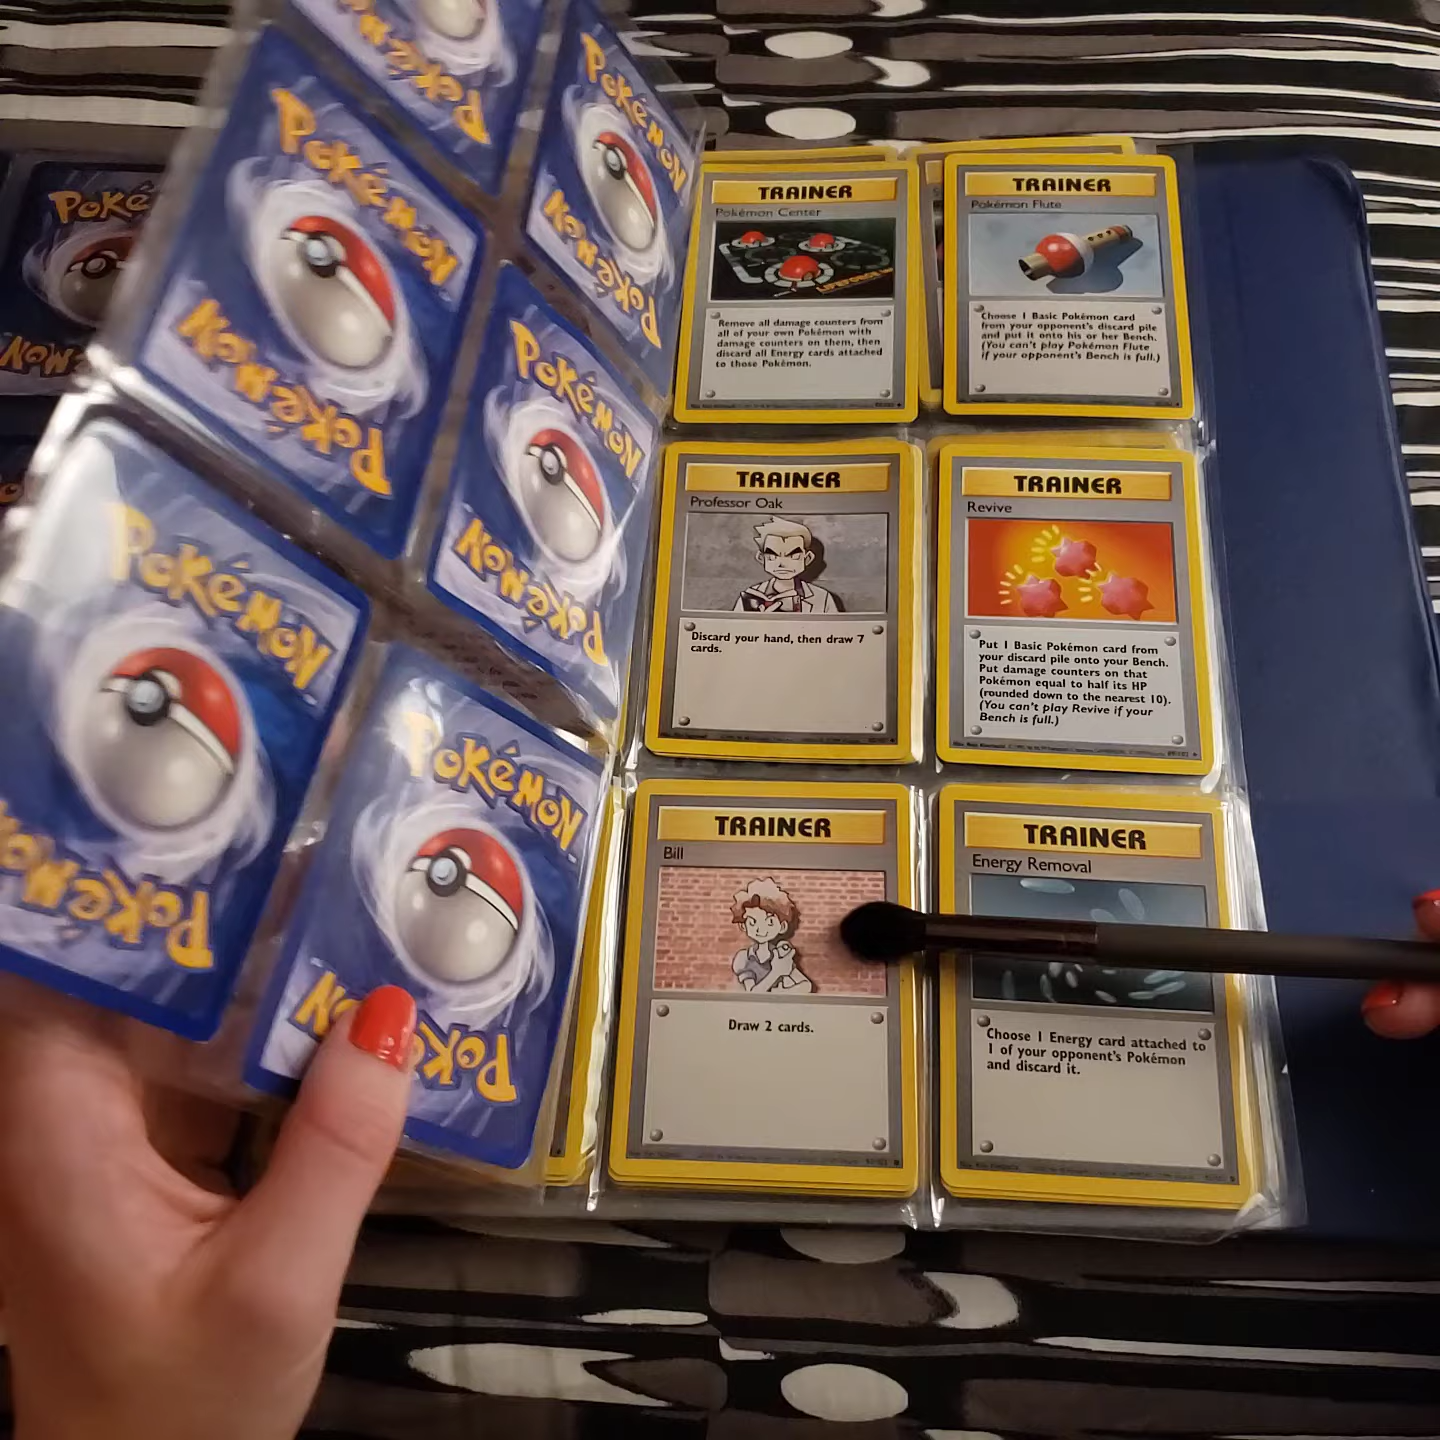 Pokémon
Pokémon
Pokémon
Pokémon
Pokémon
Pokémon
Pokémon
Pokémon
Pokémon
Pokémon
Poké
TRAINER
Pokémon Center
Remove all damage counters from
all of your own Pokémon with
damage counters on them, then
discard all Energy cards attached
to those Pokémon.
TRAINER
Pokémon Flute
Choose 1 Basic Pokémon card
from your opponent's discard pile
and put it onto his or her Bench.
(You can't play Pokémon Flute
if your opponent's Bench is full.)
TRAINER
Professor Oak
Discard your hand, then draw 7
cards.
TRAINER
Revive
Put 1 Basic Pokémon card from
your discard pile onto your Bench.
Put damage counters on that
Pokémon equal to half its HP
(rounded down to the nearest 10).
(You can't play Revive if your
Bench is full.)
TRAINER
Bill
Draw 2 cards.
TRAINER
Energy Removal
Choose 1 Energy card attached to
1 of your opponent's Pokémon
and discard it.